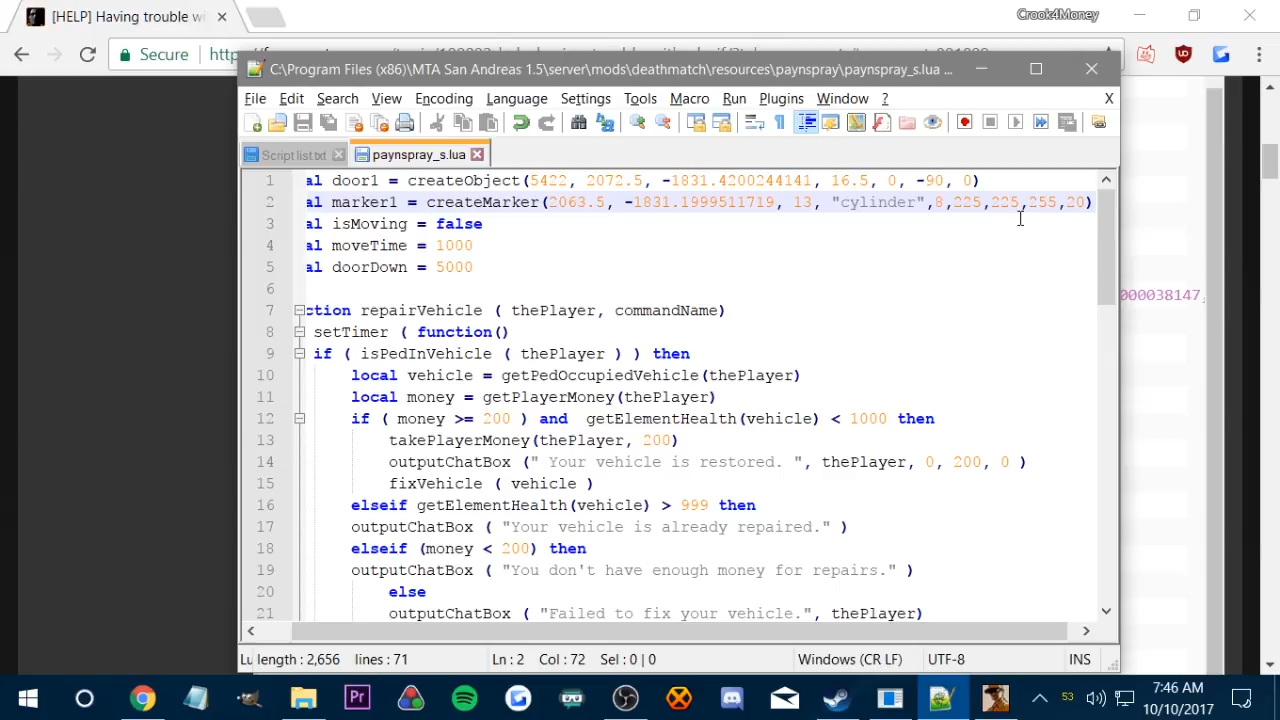 [HELP] Having trouble wi
Crook4Money
Secure
http
C:\Program Files (x86)\MTA San Andreas 1.5\server\mods\deathmatch\resources\paynspray\paynspray_s.lua ...
File Edit Search View Encoding Language Settings Tools Macro Run Plugins Window ? X
Script list.txt paynspray_s.lua
1 al door1 = createObject(5422, 2072.5, -1831.4200244141, 16.5, 0, -90, 0)
2 al marker1 = createMarker(2063.5, -1831.1999511719, 13, "cylinder",8,225,225,255,20)
3 al isMoving = false
4 al moveTime = 1000
5 al doorDown = 5000
6
7 ction repairVehicle ( thePlayer, commandName)
8 setTimer ( function()
9 if ( isPedInVehicle ( thePlayer ) ) then
10 local vehicle = getPedOccupiedVehicle(thePlayer)
11 local money = getPlayerMoney(thePlayer)
12 if ( money >= 200 ) and  getElementHealth(vehicle) < 1000 then
13 takePlayerMoney(thePlayer, 200)
14 outputChatBox (" Your vehicle is restored. ", thePlayer, 0, 200, 0 )
15 fixVehicle ( vehicle )
16 elseif getElementHealth(vehicle) > 999 then
17 outputChatBox ( "Your vehicle is already repaired." )
18 elseif (money < 200) then
19 outputChatBox ( "You don't have enough money for repairs." )
20 else
21 outputChatBox ( "Failed to fix your vehicle.", thePlayer)
000038147,
Lu length : 2,656 lines : 71 Ln : 2 Col : 72 Sel : 0 | 0 Windows (CR LF) UTF-8 INS
53
7:46 AM
10/10/2017